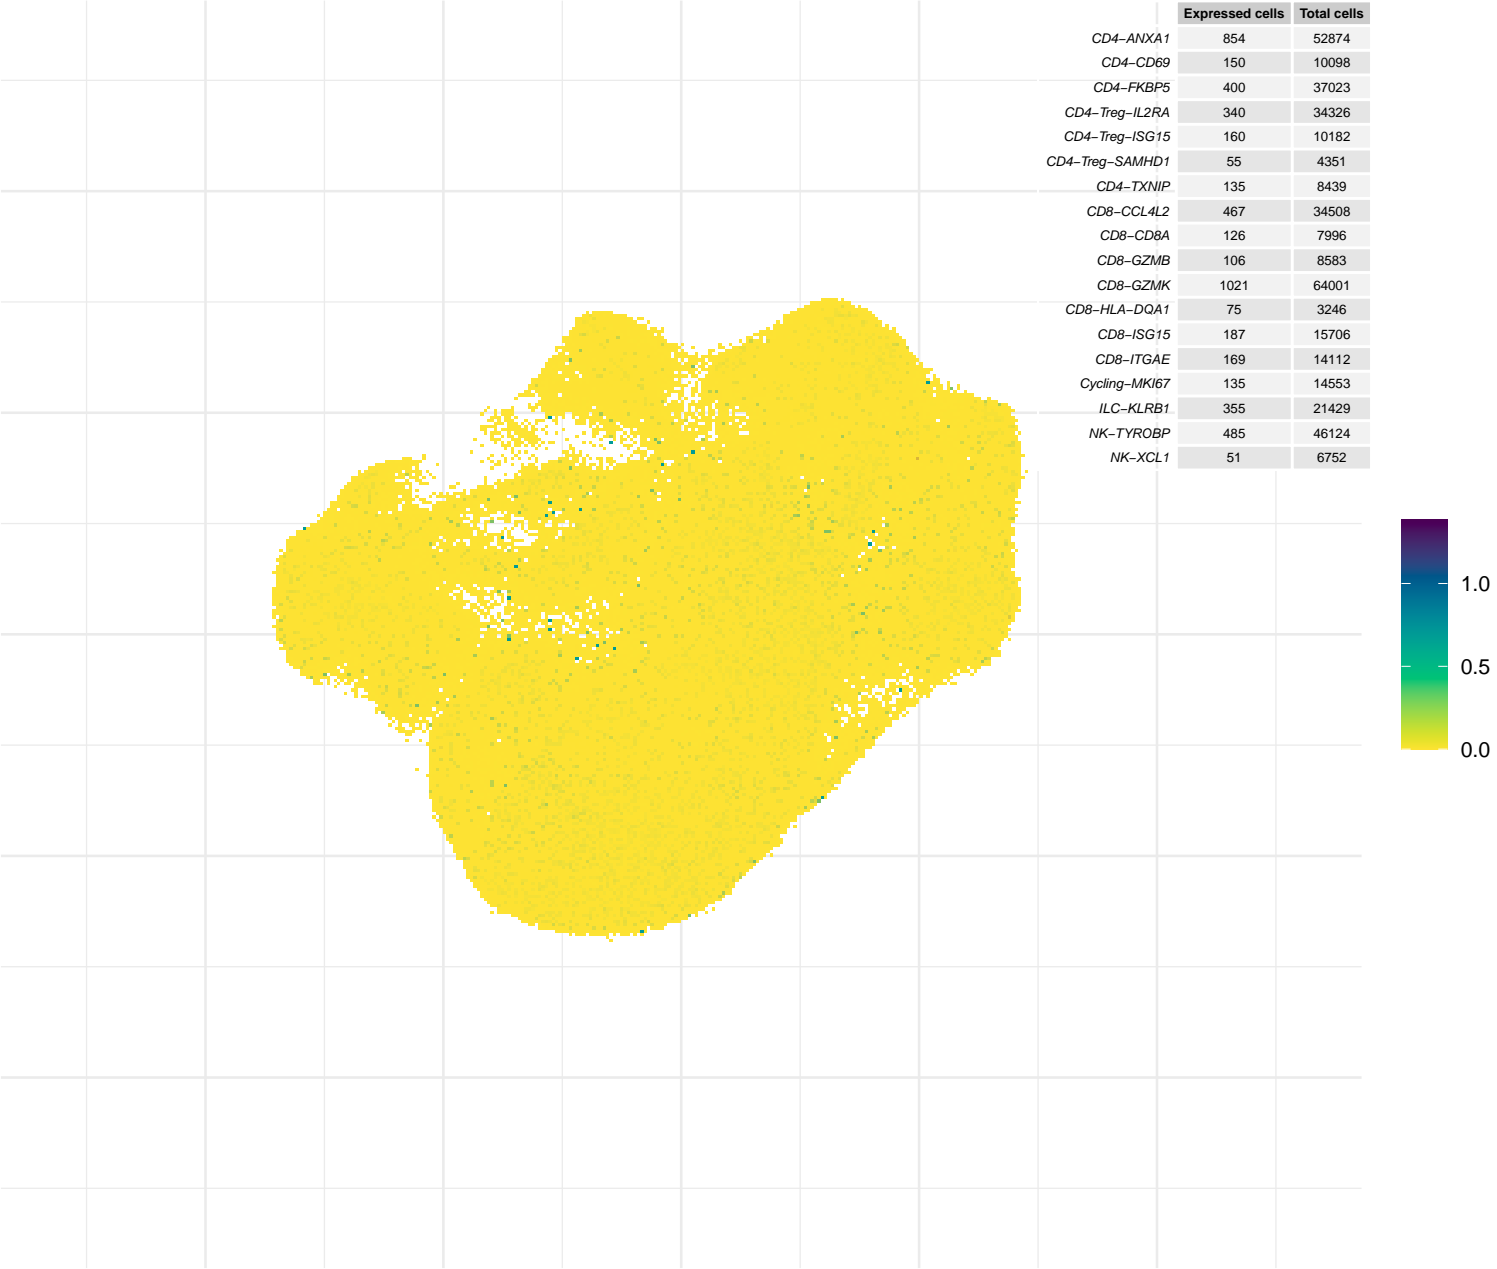 Expressed cells Total cells
CD4−ANXA1 854 52874
CD4−CD69 150 10098
CD4−FKBP5 400 37023
CD4−Treg−IL2RA 340 34326
CD4−Treg−ISG15 160 10182
CD4−Treg−SAMHD1 55 4351
CD4−TXNIP 135 8439
CD8−CCL4L2 467 34508
CD8−CD8A 126 7996
CD8−GZMB 106 8583
CD8−GZMK 1021 64001
CD8−HLA−DQA1 75 3246
CD8−ISG15 187 15706
CD8−ITGAE 169 14112
Cycling−MKI67 135 14553
ILC−KLRB1 355 21429
NK−TYROBP 485 46124
NK−XCL1 51 6752
1.0
0.5
0.0